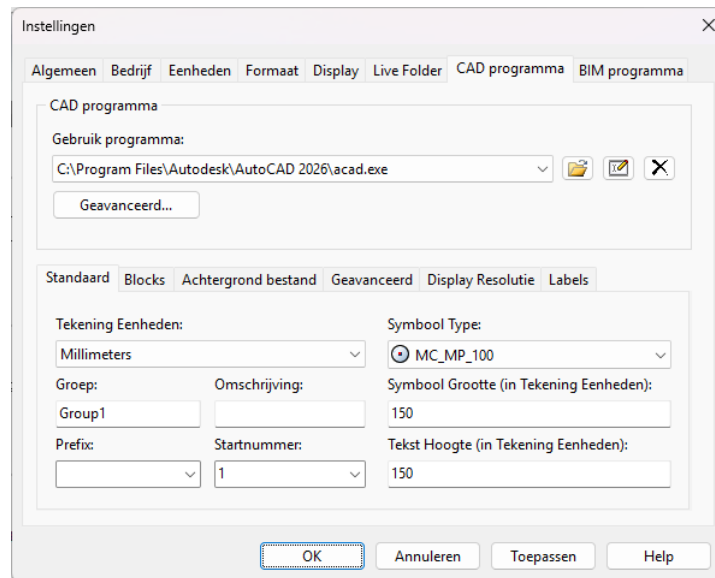 Instellingen
Algemeen Bedrijf Eenheden Formaat Display Live Folder CAD programma BIM programma
CAD programma
Gebruik programma:
C:\Program Files\Autodesk\AutoCAD 2026\acad.exe
Geavanceerd...
Standaard Blocks Achtergrond bestand Geavanceerd Display Resolutie Labels
Tekening Eenheden: Symbool Type:
Millimeters MC_MP_100
Groep: Omschrijving: Symbool Grootte (in Tekening Eenheden):
Group1 150
Prefix: Startnummer: Tekst Hoogte (in Tekening Eenheden):
1 150
OK Annuleren Toepassen Help